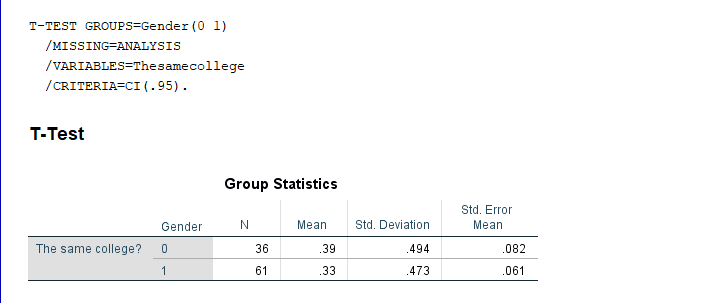 T-TEST GROUPS=Gender(0 1)
/MISSING=ANALYSIS
/VARIABLES=Thesamecollege
/CRITERIA=CI(.95).
T-Test
Group Statistics
Gender N Mean Std. Deviation Std. Error Mean
The same college? 0 36 .39 .494 .082
1 61 .33 .473 .061